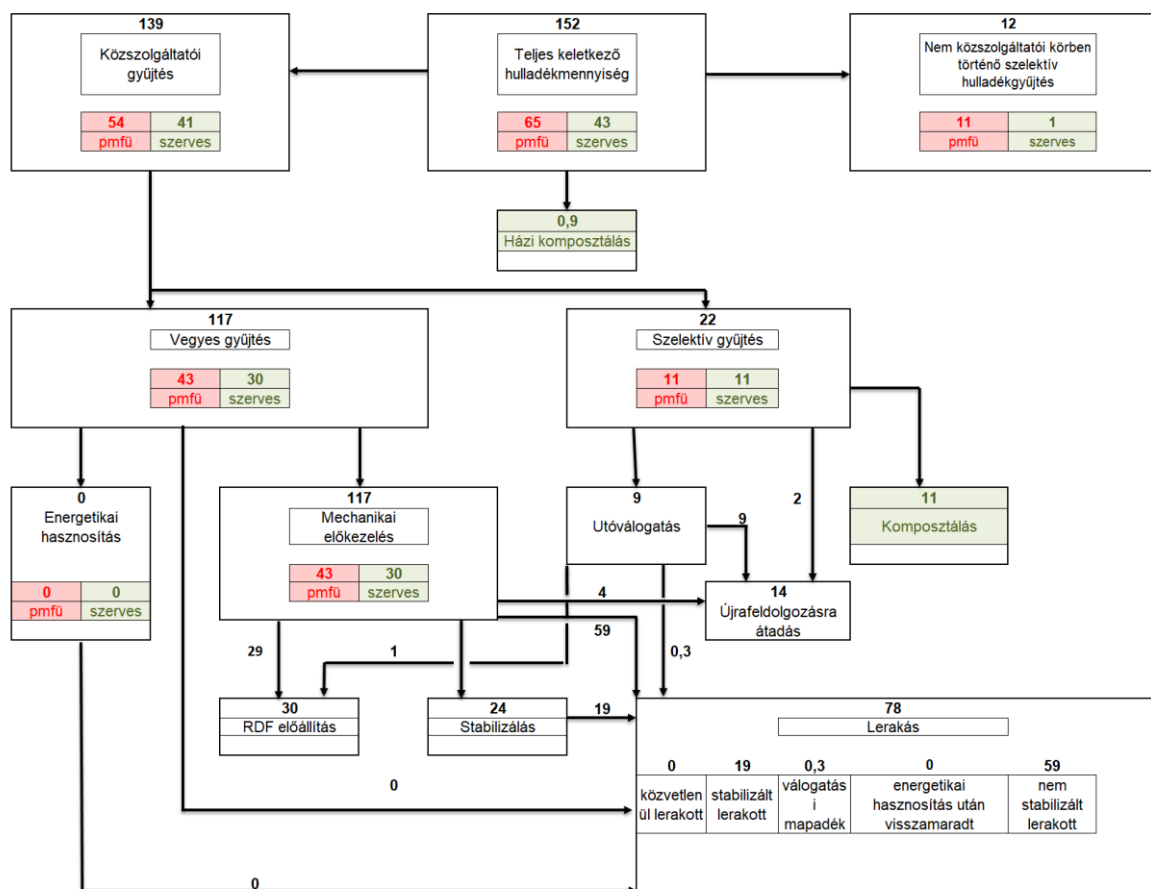 139
Közszolgáltatói
gyűjtés
54 41
pmfü szerves
152
Teljes keletkező
hulladékmennyiség
65 43
pmfü szerves
12
Nem közszolgáltatói körben
történő szelektív
hulladékgyűjtés
11 1
pmfü szerves
0,9
Házi komposztálás
117
Vegyes gyűjtés
43 30
pmfü szerves
22
Szelektív gyűjtés
11 11
pmfü szerves
0
Energetikai
hasznosítás
0 0
pmfü szerves
117
Mechanikai
előkezelés
43 30
pmfü szerves
9
Utóválogatás
9
2
11
Komposztálás
4
14
Újrafeldolgozásra
átadás
59
29
1
0,3
30
RDF előállítás
24
Stabilizálás
19
78
Lerakás
0
közvetlen
ül lerakott
19
stabilizált
lerakott
0,3
válogatás
i
mapadék
0
energetikai
hasznosítás után
visszamaradt
59
nem
stabilizált
lerakott
0
0